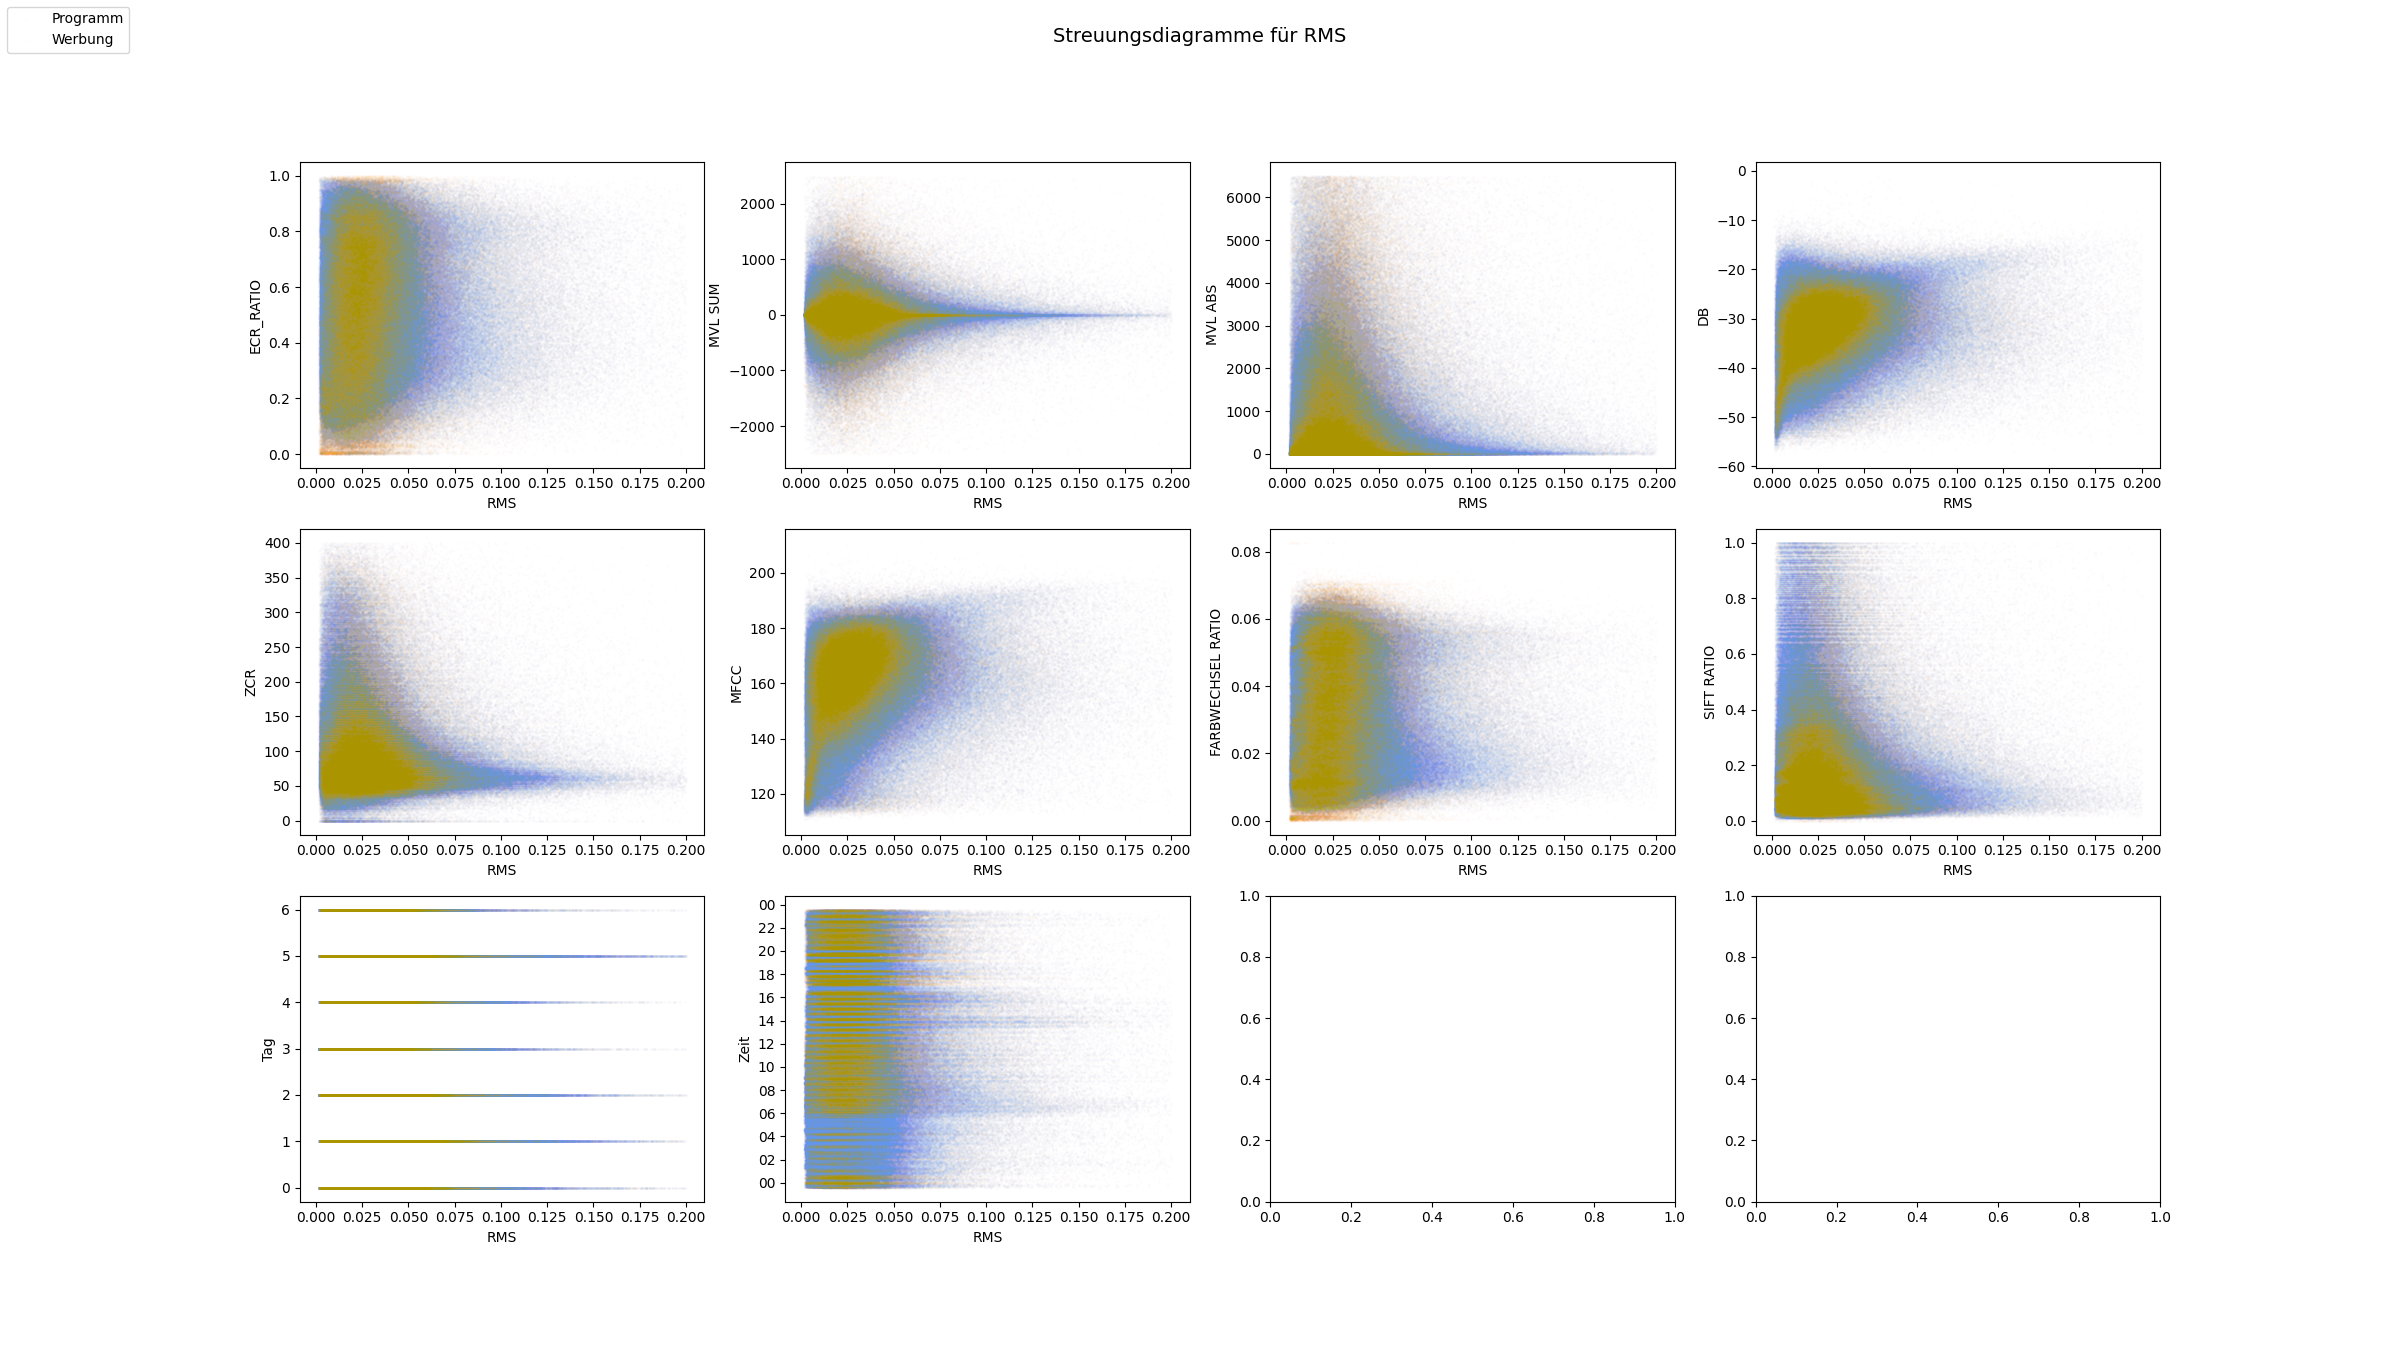 Programm
Werbung
Streuungsdiagramme für RMS
ECR_RATIO
1.0
0.8
0.6
0.4
0.2
0.0
0.000 0.025 0.050 0.075 0.100 0.125 0.150 0.175 0.200
RMS
MVL SUM
2000
1000
0
−1000
−2000
0.000 0.025 0.050 0.075 0.100 0.125 0.150 0.175 0.200
RMS
MVL ABS
6000
5000
4000
3000
2000
1000
0
0.000 0.025 0.050 0.075 0.100 0.125 0.150 0.175 0.200
RMS
DB
0
−10
−20
−30
−40
−50
−60
0.000 0.025 0.050 0.075 0.100 0.125 0.150 0.175 0.200
RMS
ZCR
400
350
300
250
200
150
100
50
0
0.000 0.025 0.050 0.075 0.100 0.125 0.150 0.175 0.200
RMS
MFCC
200
180
160
140
120
0.000 0.025 0.050 0.075 0.100 0.125 0.150 0.175 0.200
RMS
FARBWECHSEL RATIO
0.08
0.06
0.04
0.02
0.00
0.000 0.025 0.050 0.075 0.100 0.125 0.150 0.175 0.200
RMS
SIFT RATIO
1.0
0.8
0.6
0.4
0.2
0.0
0.000 0.025 0.050 0.075 0.100 0.125 0.150 0.175 0.200
RMS
Tag
6
5
4
3
2
1
0
0.000 0.025 0.050 0.075 0.100 0.125 0.150 0.175 0.200
RMS
Zeit
00
22
20
18
16
14
12
10
08
06
04
02
00
0.000 0.025 0.050 0.075 0.100 0.125 0.150 0.175 0.200
RMS
1.0
0.8
0.6
0.4
0.2
0.0
0.0 0.2 0.4 0.6 0.8 1.0
1.0
0.8
0.6
0.4
0.2
0.0
0.0 0.2 0.4 0.6 0.8 1.0